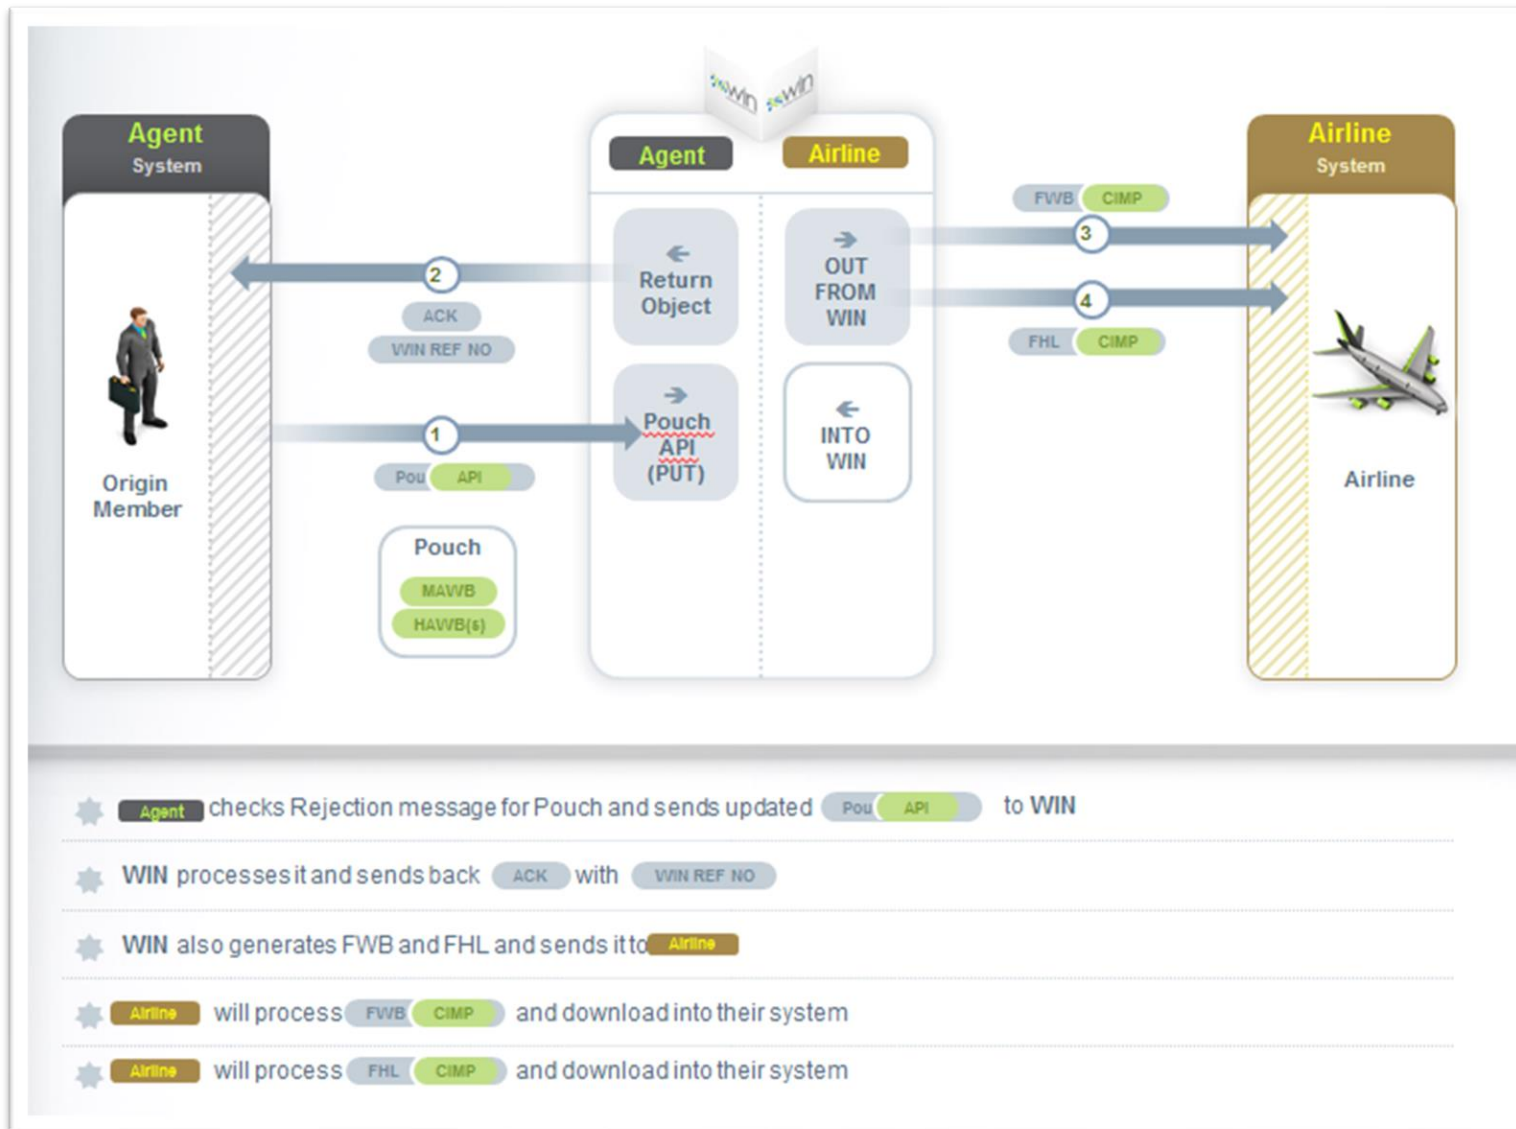 win win
Agent
System
Agent
Airline
Airline
System
FWB CIMP
3
2
Return
Object
OUT
FROM
WIN
4
ACK
WIN REF NO
FHL CIMP
1
Pouch
API
(PUT)
INTO
WIN
Pou API
Origin
Member
Airline
Pouch
MAWB
HAWB(s)
Agent checks Rejection message for Pouch and sends updated Pou API to WIN
WIN processes it and sends back ACK with WIN REF NO
WIN also generates FWB and FHL and sends it to Airline
Airline will process FWB CIMP and download into their system
Airline will process FHL CIMP and download into their system